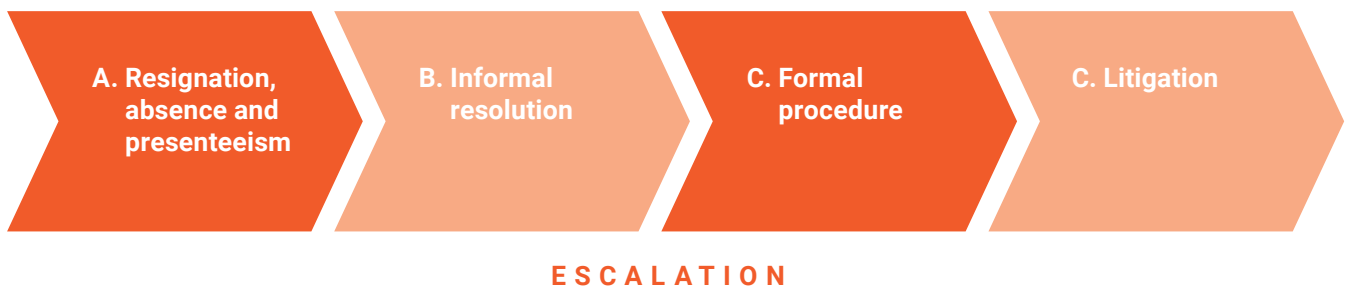 A. Resignation,
absence and
presenteeism
B. Informal
resolution
C. Formal
procedure
C. Litigation
ESCALATION